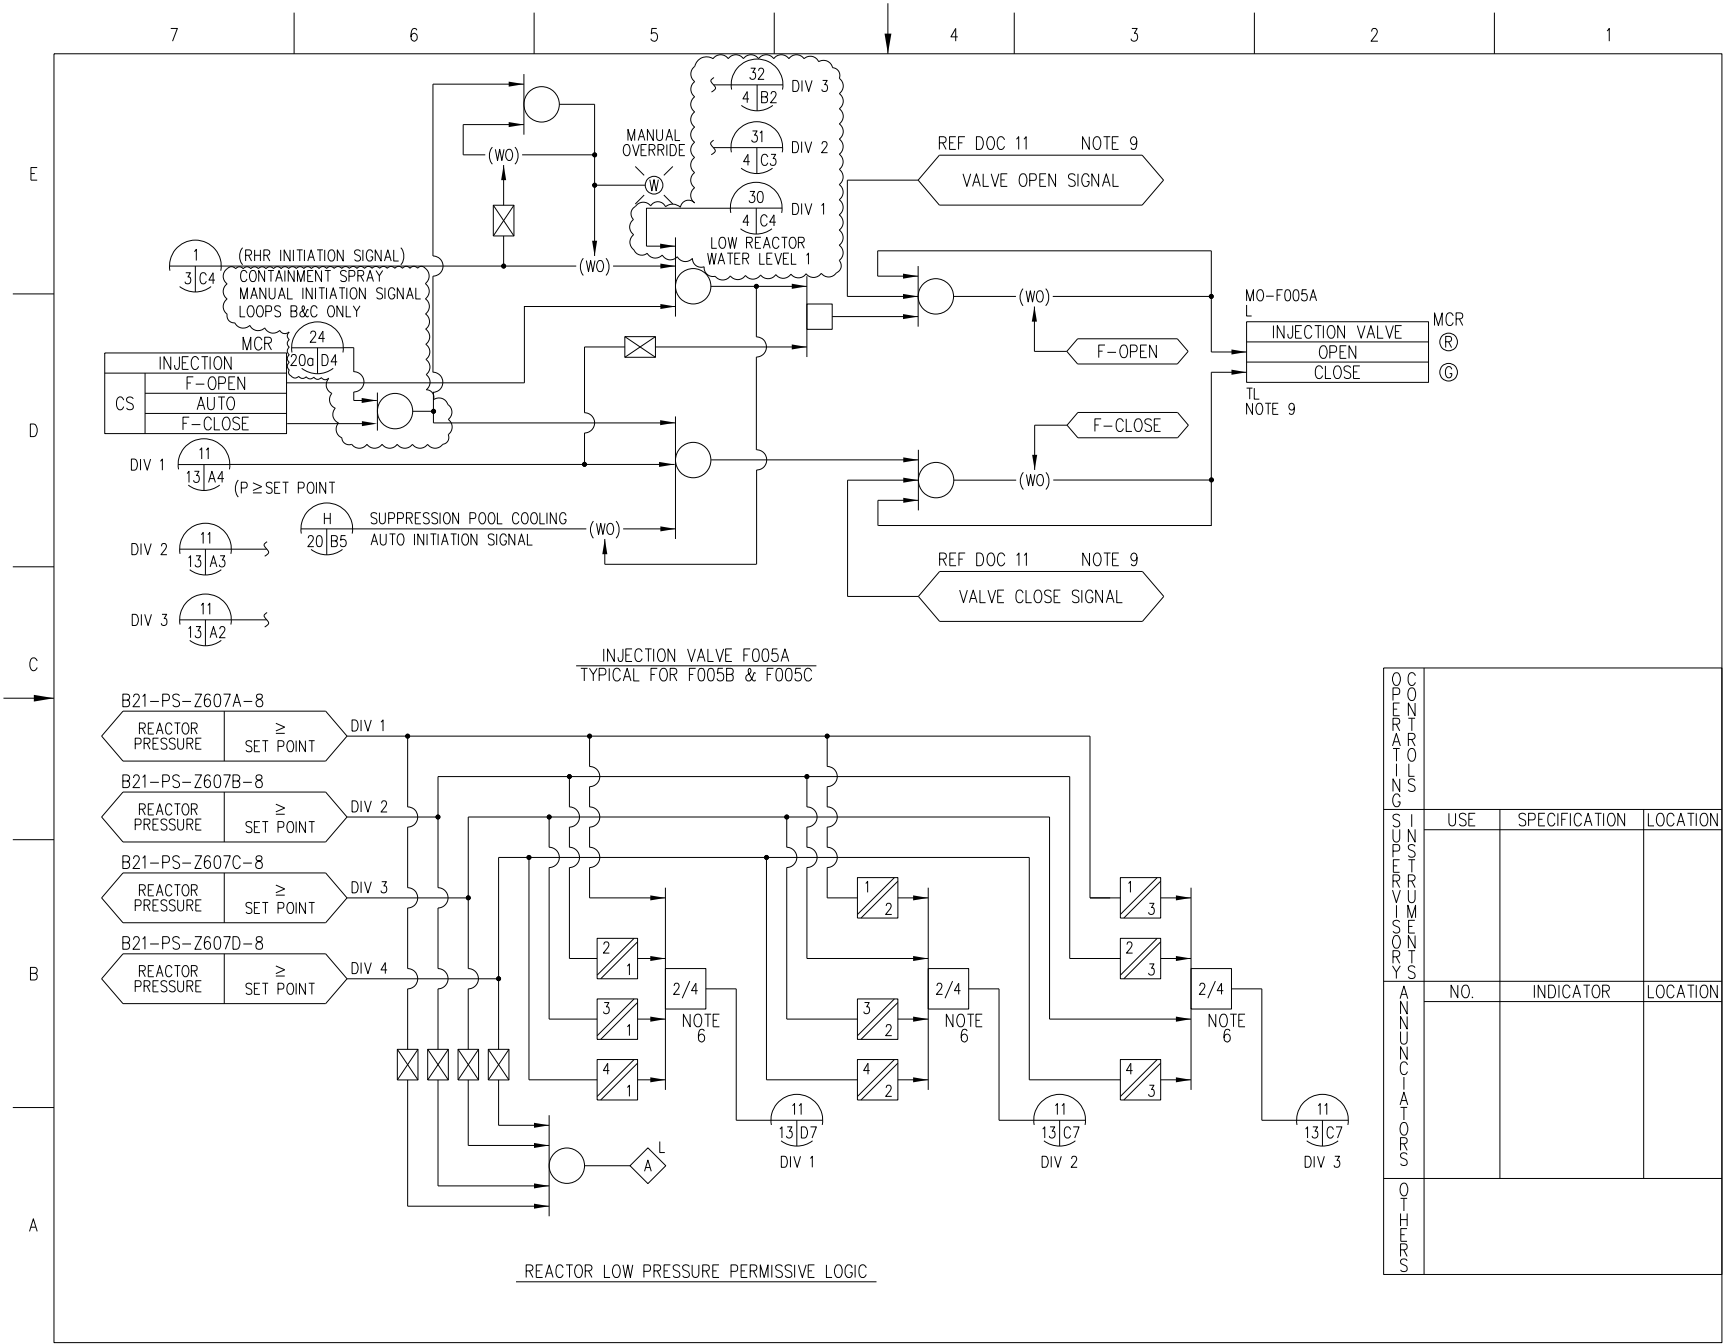 7 6 5 4 3 2 1
E
D
C
B
A
32
4 B2
DIV 3
31
4 C3
DIV 2
30
4 C4
DIV 1
LOW REACTOR
WATER LEVEL 1
MANUAL
OVERRIDE
W
(WO)
(WO)
1
3 C4
(RHR INITIATION SIGNAL)
CONTAINMENT SPRAY
MANUAL INITIATION SIGNAL
LOOPS B&C ONLY
24
20a D4
MCR
INJECTION
CS
F-OPEN
AUTO
F-CLOSE
DIV 1
11
13 A4
(P ≥ SET POINT
H
20 B5
SUPPRESSION POOL COOLING
AUTO INITIATION SIGNAL
(WO)
DIV 2
11
13 A3
DIV 3
11
13 A2
REF DOC 11 NOTE 9
VALVE OPEN SIGNAL
(WO)
F-OPEN
MO-F005A
L
INJECTION VALVE
OPEN
CLOSE
MCR
R
G
TL
NOTE 9
F-CLOSE
(WO)
REF DOC 11 NOTE 9
VALVE CLOSE SIGNAL
INJECTION VALVE F005A
TYPICAL FOR F005B & F005C
B21-PS-Z607A-8
REACTOR
PRESSURE
≥
SET POINT
DIV 1
B21-PS-Z607B-8
REACTOR
PRESSURE
≥
SET POINT
DIV 2
B21-PS-Z607C-8
REACTOR
PRESSURE
≥
SET POINT
DIV 3
B21-PS-Z607D-8
REACTOR
PRESSURE
≥
SET POINT
DIV 4
2 1
3 1
4 1
2/4
NOTE
6
11
13 D7
DIV 1
1 2
3 2
4 2
2/4
NOTE
6
11
13 C7
DIV 2
1 3
2 3
4 3
2/4
NOTE
6
11
13 C7
DIV 3
A
L
REACTOR LOW PRESSURE PERMISSIVE LOGIC
OPERATING
CONTROLS
SUPERVISORY
INSTRUMENTS
USE SPECIFICATION LOCATION
ANNUNCIATORS
NO. INDICATOR LOCATION
OTHERS